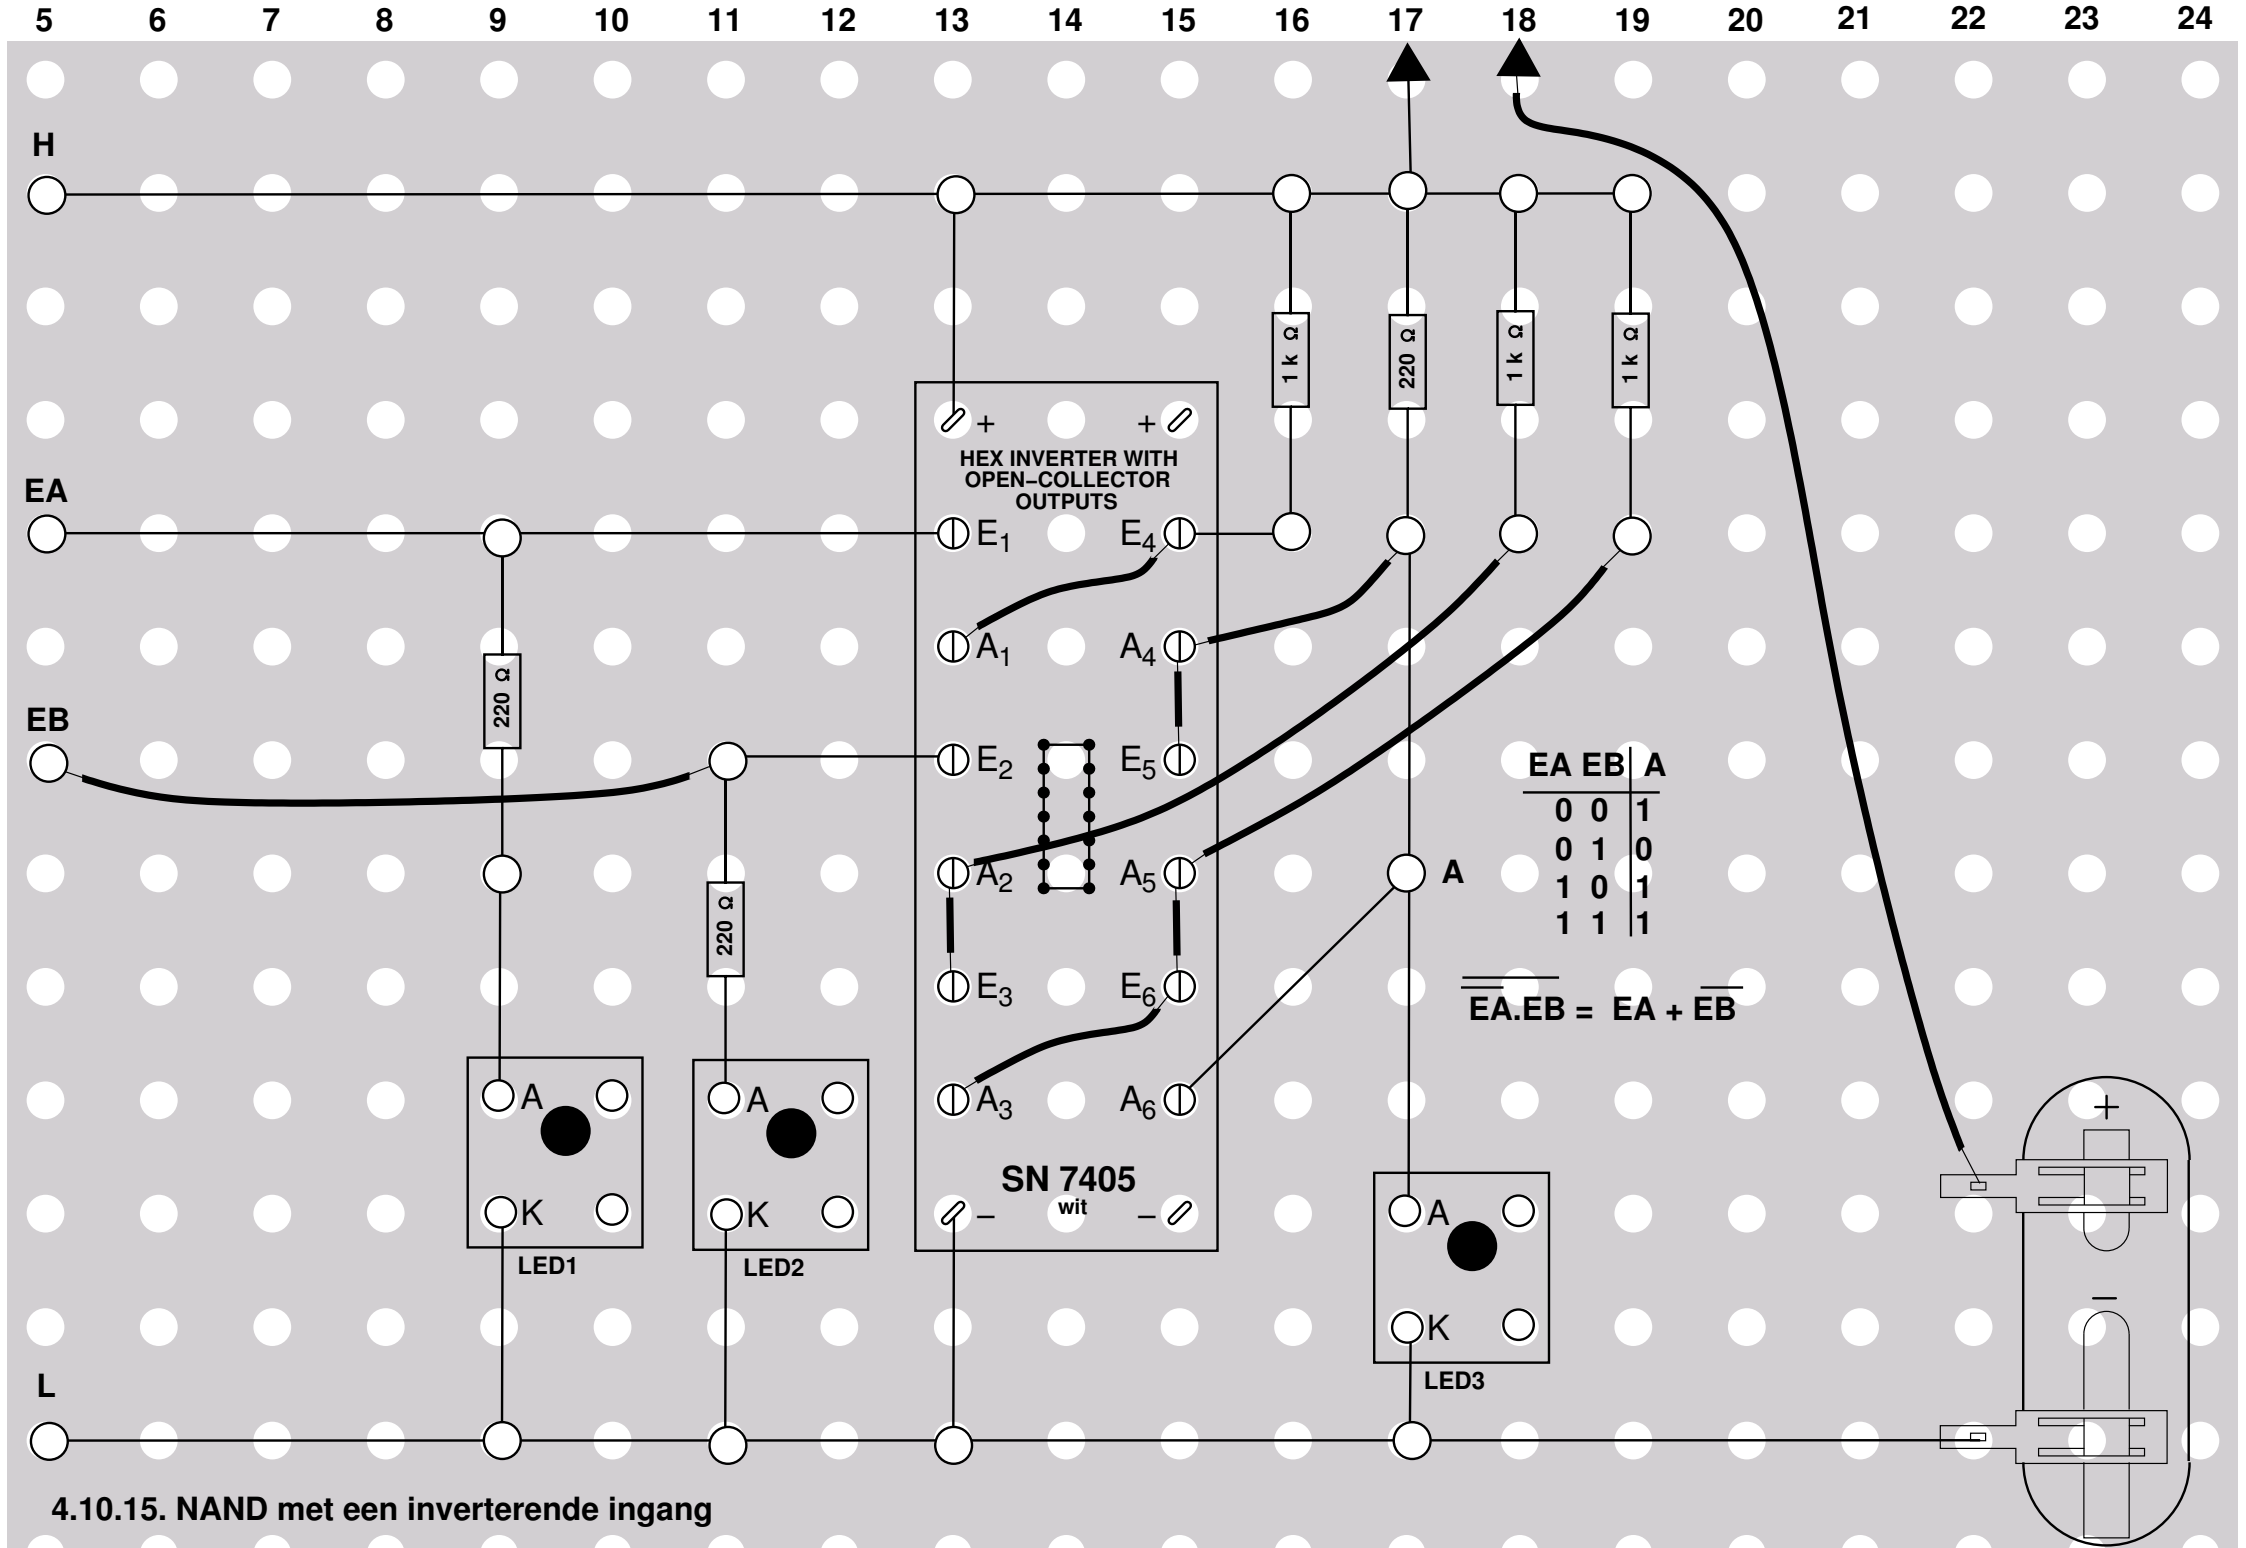 5 6 7 8 9 10 11 12 13 14 15 16 17 18 19 20 21 22 23 24
H
1 k Ω
220 Ω
1 k Ω
1 k Ω
+ +
HEX INVERTER WITH
OPEN−COLLECTOR
OUTPUTS
EA
E1 E4
A1 A4
220 Ω
EB
E2 E5
EA EB A
0 0 1
0 1 0
1 0 1
1 1 1
A2 A5
A
220 Ω
E3 E6
EA.EB = EA + EB
A A
A3 A6
+
SN 7405
wit
− −
K K
A
LED1 LED2
−
K
LED3
L
4.10.15. NAND met een inverterende ingang